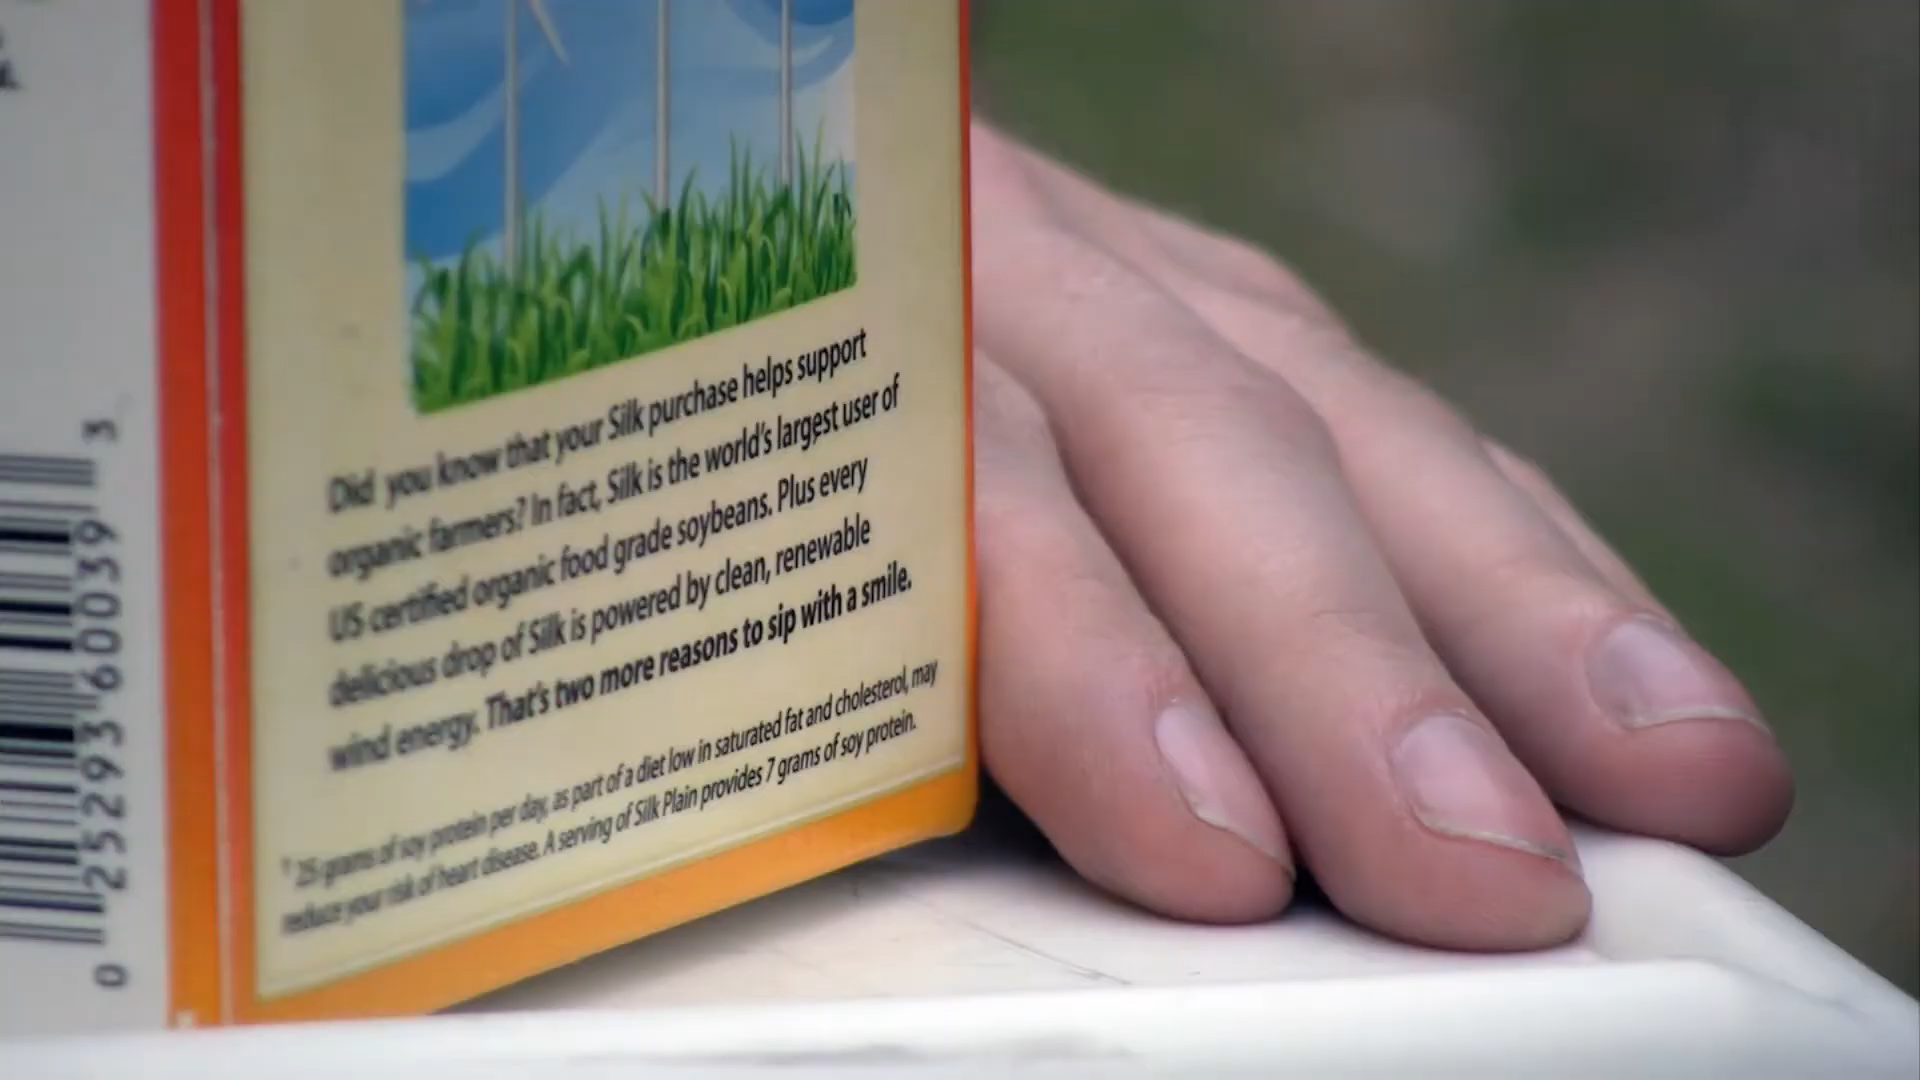 Did you know that your Silk purchase helps support
organic farmers? In fact, Silk is the world's largest user of
US certified organic food grade soybeans. Plus every
delicious drop of Silk is powered by clean, renewable
wind energy. That's two more reasons to sip with a smile.
† 25 grams of soy protein per day, as part of a diet low in saturated fat and cholesterol, may
reduce your risk of heart disease. A serving of Silk Plain provides 7 grams of soy protein.
0 25293 60039 3